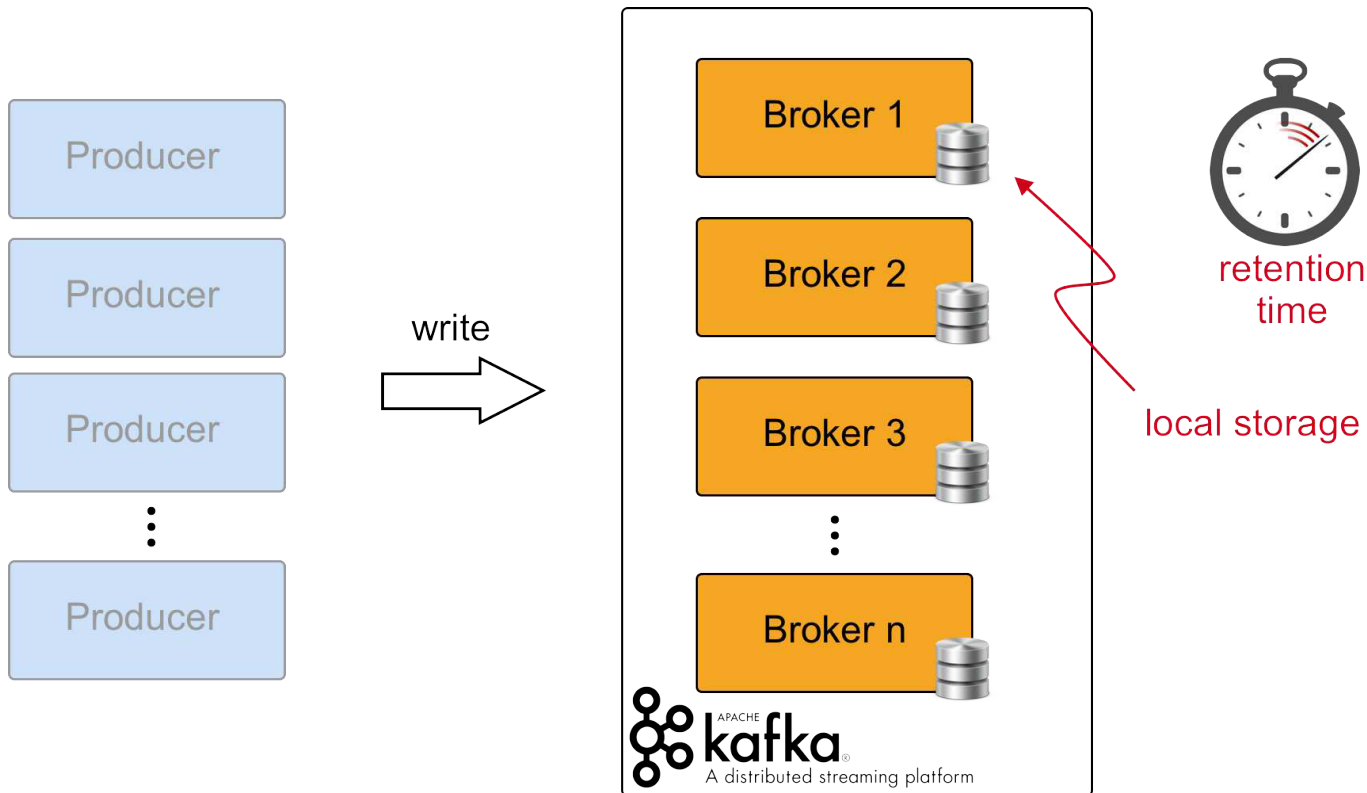 Producer
Producer
Producer
Producer
write
Broker 1
Broker 2
Broker 3
Broker n
APACHE
kafka®
A distributed streaming platform
retention
time
local storage